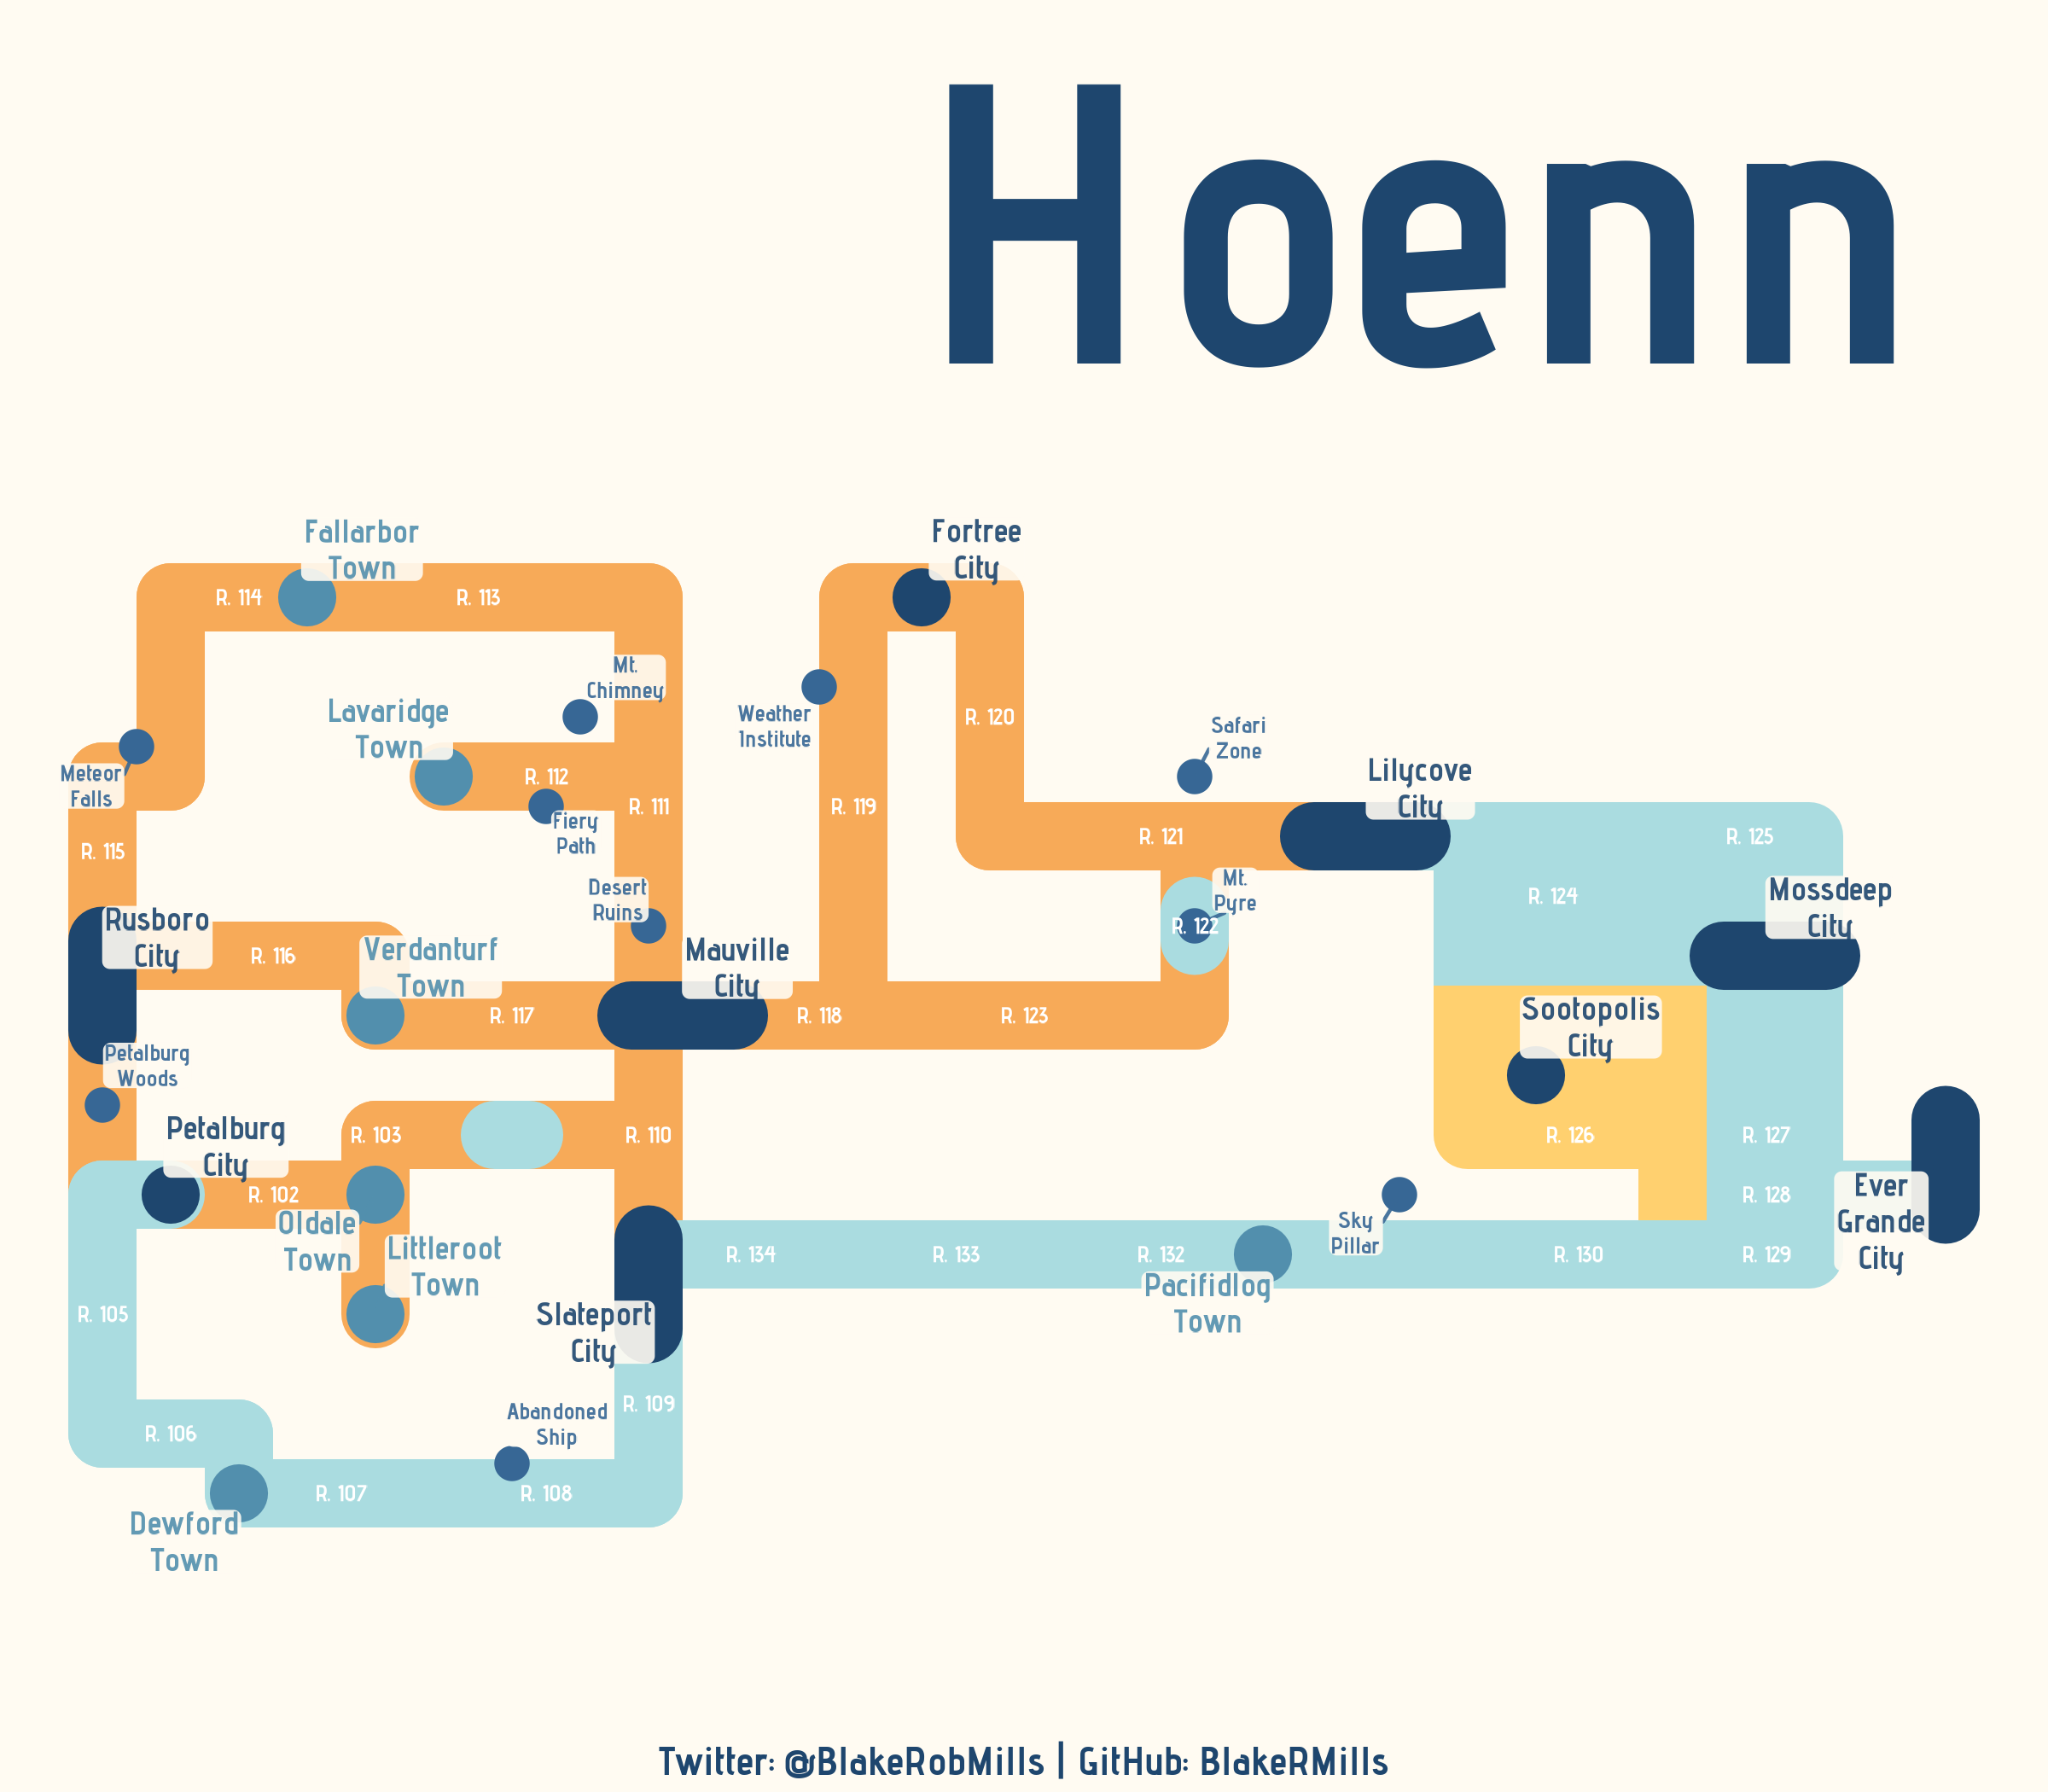 Hoenn
Fallarbor
Town
Fortree
City
R. 114
R. 113
Mt.
Chimney
Lavaridge
Town
Weather
Institute
R. 120
Safari
Zone
Meteor
Falls
R. 112
Lilycove
City
R. 111
R. 119
Fiery
Path
R. 115
R. 121
R. 125
Desert
Ruins
Mt.
Pyre
R. 124
Mossdeep
City
Rusboro
City
R. 116
R. 122
Verdanturf
Town
Mauville
City
R. 117
R. 118
R. 123
Sootopolis
City
Petalburg
Woods
Petalburg
City
R. 103
R. 110
R. 126
R. 127
R. 102
R. 128
Ever
Grande
City
Oldale
Town
Littleroot
Town
Sky
Pillar
R. 134
R. 133
R. 132
R. 130
R. 129
Pacifidlog
Town
R. 105
Slateport
City
R. 109
Abandoned
Ship
R. 106
R. 107
R. 108
Dewford
Town
Twitter: @BlakeRobMills | GitHub: BlakeRMills